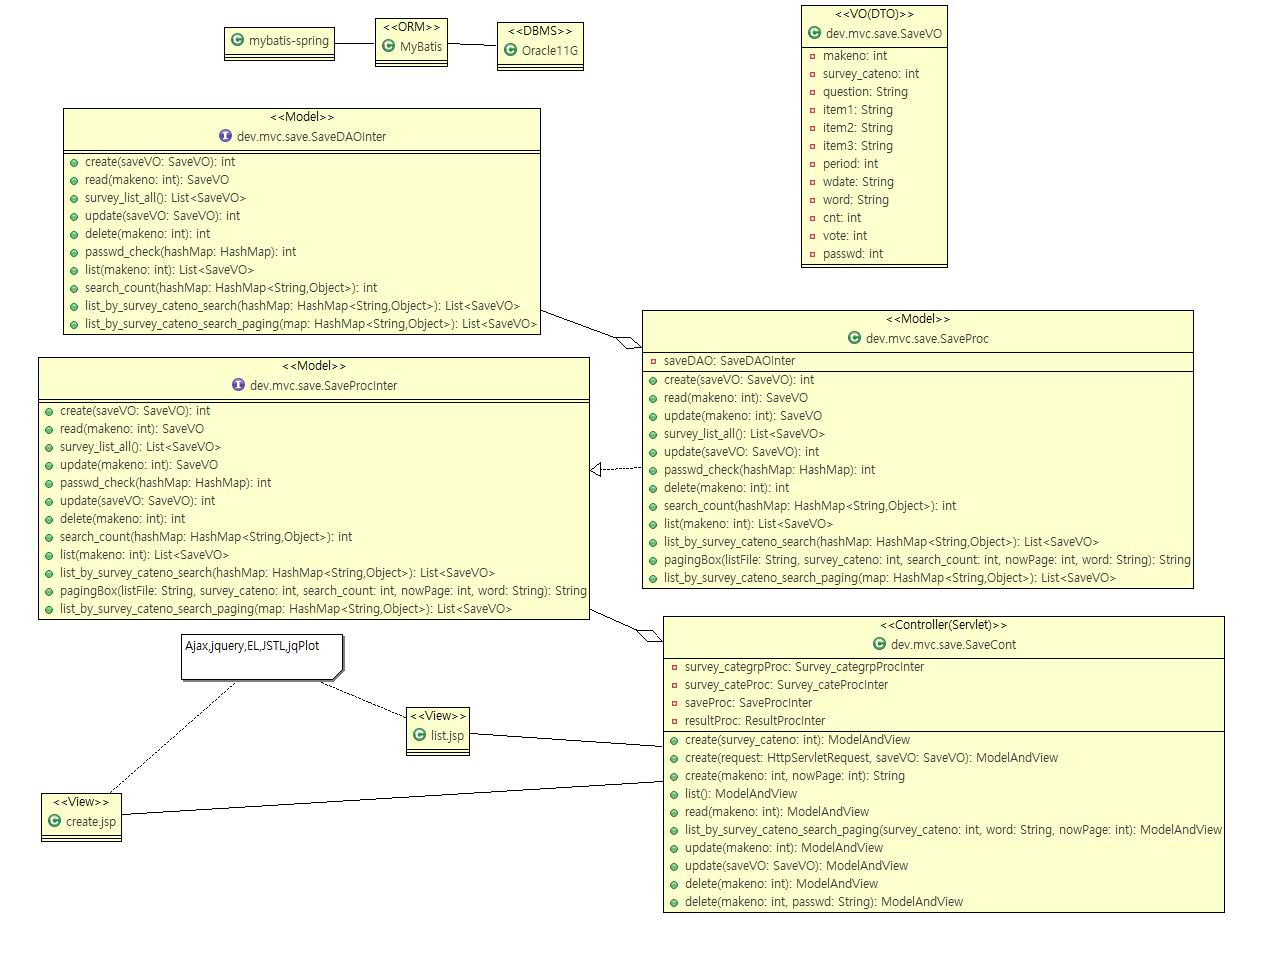 mybatis-spring
<<ORM>>
MyBatis
<<DBMS>>
Oracle11G
<<VO(DTO)>>
dev.mvc.save.SaveVO
makeno: int
survey_cateno: int
question: String
item1: String
item2: String
item3: String
period: int
wdate: String
word: String
cnt: int
vote: int
passwd: int
<<Model>>
dev.mvc.save.SaveDAOInter
create(saveVO: SaveVO): int
read(makeno: int): SaveVO
survey_list_all(): List<SaveVO>
update(saveVO: SaveVO): int
delete(makeno: int): int
passwd_check(hashMap: HashMap): int
list(makeno: int): List<SaveVO>
search_count(hashMap: HashMap<String,Object>): int
list_by_survey_cateno_search(hashMap: HashMap<String,Object>): List<SaveVO>
list_by_survey_cateno_search_paging(map: HashMap<String,Object>): List<SaveVO>
<<Model>>
dev.mvc.save.SaveProc
saveDAO: SaveDAOInter
create(saveVO: SaveVO): int
read(makeno: int): SaveVO
update(makeno: int): SaveVO
survey_list_all(): List<SaveVO>
update(saveVO: SaveVO): int
passwd_check(hashMap: HashMap): int
delete(makeno: int): int
search_count(hashMap: HashMap<String,Object>): int
list(makeno: int): List<SaveVO>
list_by_survey_cateno_search(hashMap: HashMap<String,Object>): List<SaveVO>
pagingBox(listFile: String, survey_cateno: int, search_count: int, nowPage: int, word: String): String
list_by_survey_cateno_search_paging(map: HashMap<String,Object>): List<SaveVO>
<<Model>>
dev.mvc.save.SaveProcInter
create(saveVO: SaveVO): int
read(makeno: int): SaveVO
survey_list_all(): List<SaveVO>
update(makeno: int): SaveVO
passwd_check(hashMap: HashMap): int
update(saveVO: SaveVO): int
delete(makeno: int): int
search_count(hashMap: HashMap<String,Object>): int
list(makeno: int): List<SaveVO>
list_by_survey_cateno_search(hashMap: HashMap<String,Object>): List<SaveVO>
pagingBox(listFile: String, survey_cateno: int, search_count: int, nowPage: int, word: String): String
list_by_survey_cateno_search_paging(map: HashMap<String,Object>): List<SaveVO>
<<Controller(Servlet)>>
dev.mvc.save.SaveCont
survey_categrpProc: Survey_categrpProcInter
survey_cateProc: Survey_cateProcInter
saveProc: SaveProcInter
resultProc: ResultProcInter
create(survey_cateno: int): ModelAndView
create(request: HttpServletRequest, saveVO: SaveVO): ModelAndView
create(makeno: int, nowPage: int): String
list(): ModelAndView
read(makeno: int): ModelAndView
list_by_survey_cateno_search_paging(survey_cateno: int, word: String, nowPage: int): ModelAndView
update(makeno: int): ModelAndView
update(saveVO: SaveVO): ModelAndView
delete(makeno: int): ModelAndView
delete(makeno: int, passwd: String): ModelAndView
Ajax,jquery,EL,JSTL,jqPlot
<<View>>
list.jsp
<<View>>
create.jsp